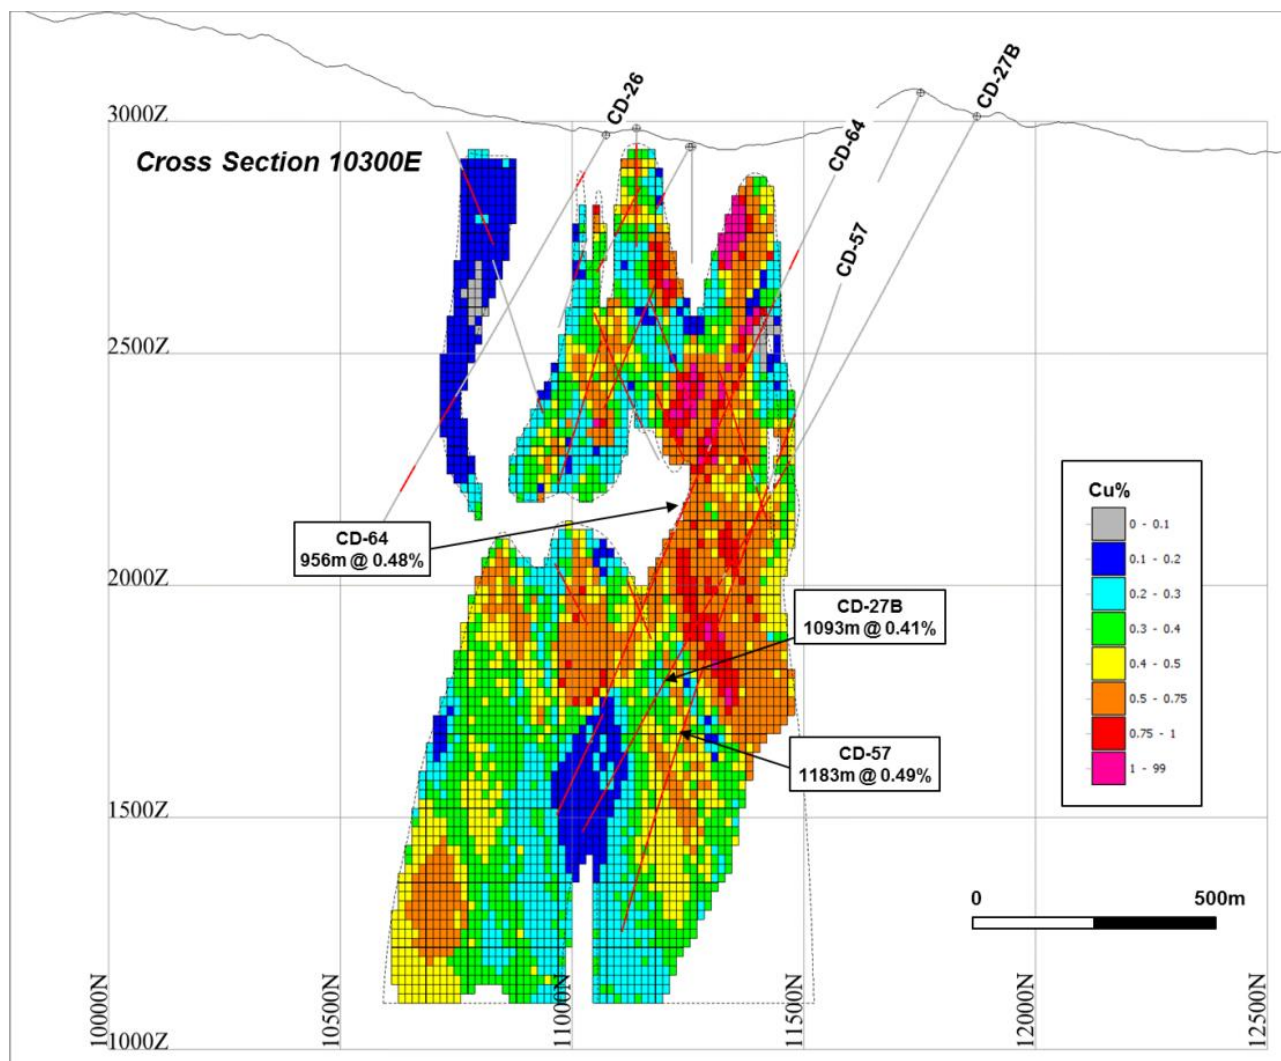 CD-26
CD-27B
CD-64
3000Z
Cross Section 10300E
CD-57
2500Z
Cu%
0 - 0.1
0.1 - 0.2
0.2 - 0.3
0.3 - 0.4
0.4 - 0.5
0.5 - 0.75
0.75 - 1
1 - 99
CD-64
956m @ 0.48%
2000Z
CD-27B
1093m @ 0.41%
CD-57
1183m @ 0.49%
1500Z
0 500m
10000N
10500N
11000N
11500N
12000N
12500N
1000Z